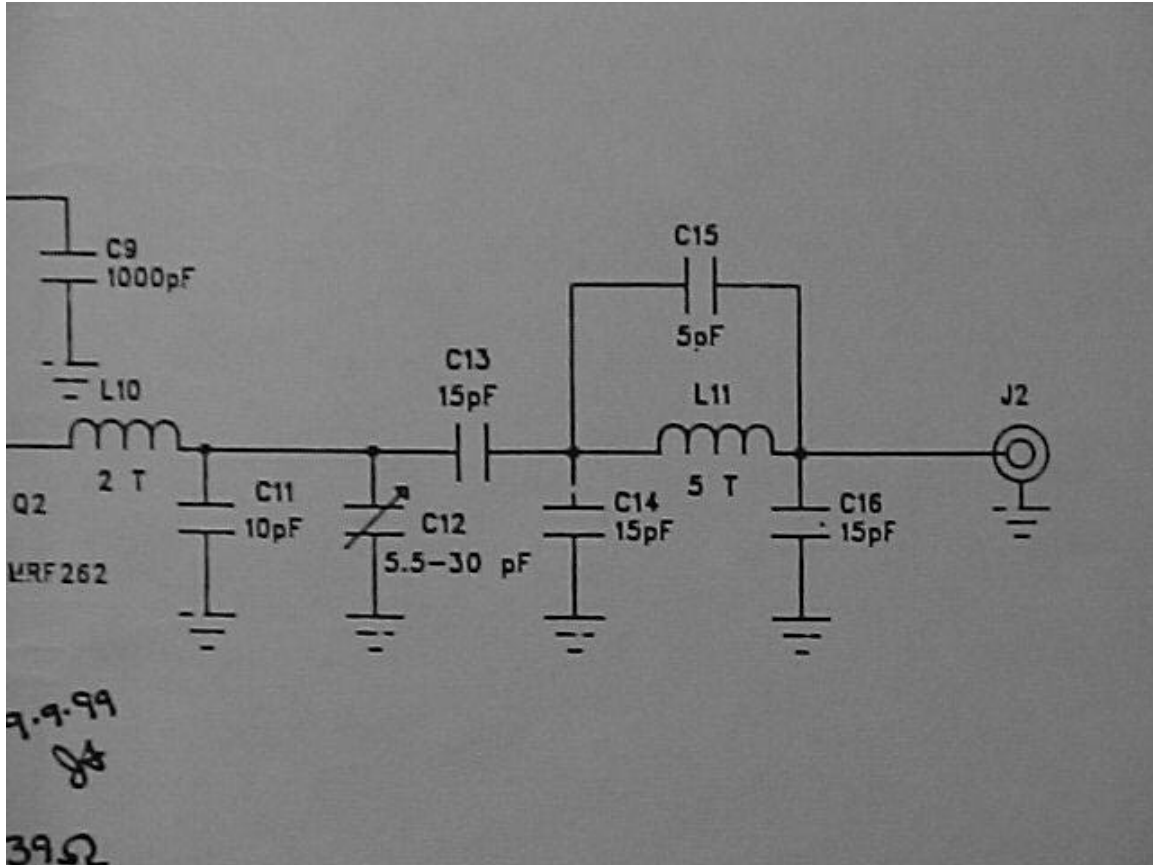 C9
1000pF
L10
2 T
Q2
MRF262
C11
10pF
C12
5.5-30 pF
C13
15pF
C14
15pF
C15
5pF
L11
5 T
C16
15pF
J2
9.9.99
39Ω